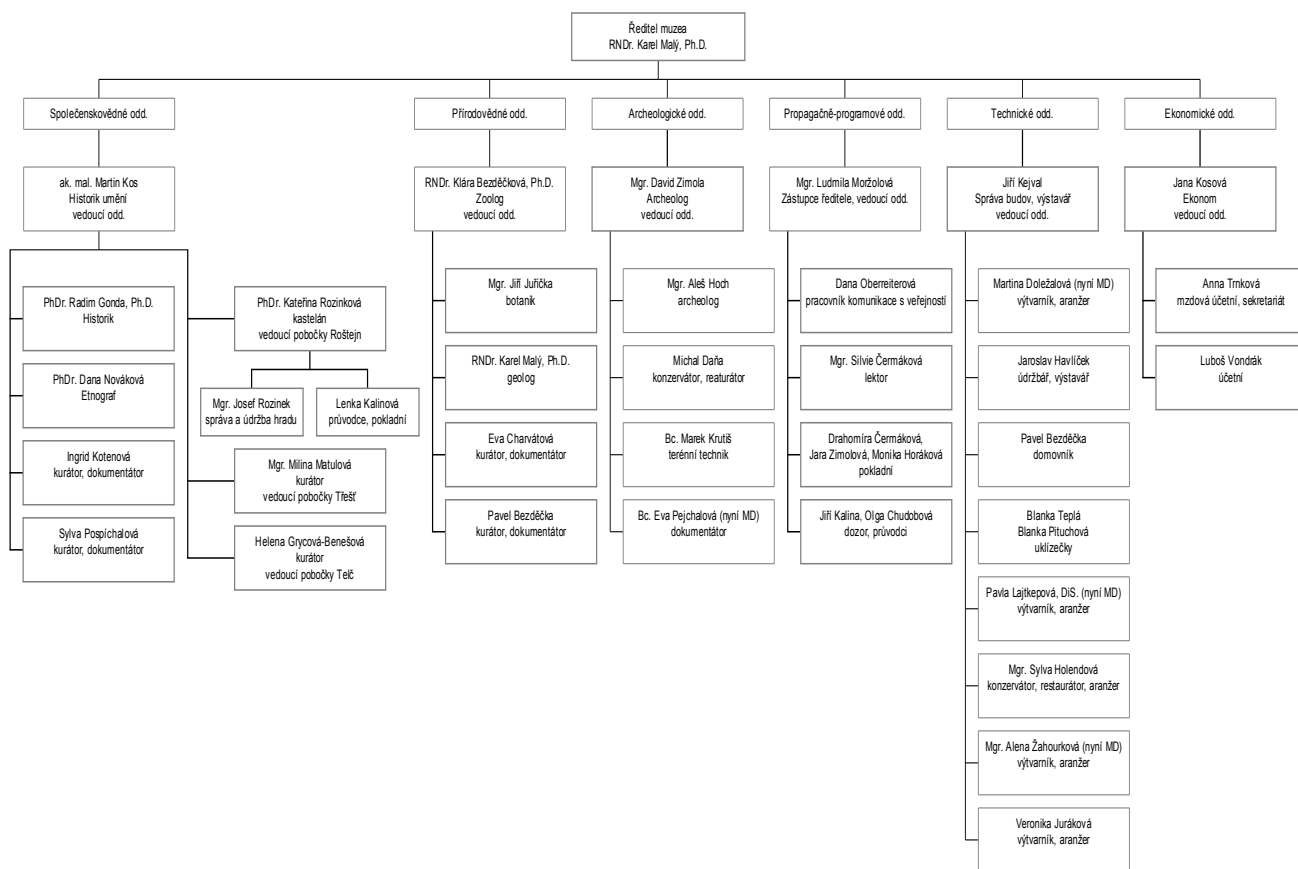 Ředitel muzea
RNDr. Karel Malý, Ph.D.
Společenskovědné odd.
Přírodovědné odd.
Archeologické odd.
Propagačně-programové odd.
Technické odd.
Ekonomické odd.
ak. mal. Martin Kos
Historik umění
vedoucí odd.
RNDr. Klára Bezděčková, Ph.D.
Zoolog
vedoucí odd.
Mgr. David Zimola
Archeolog
vedoucí odd.
Mgr. Ludmila Moržolová
Zástupce ředitele, vedoucí odd.
Jiří Kejval
Správa budov, výstavář
vedoucí odd.
Jana Kosová
Ekonom
vedoucí odd.
PhDr. Radim Gonda, Ph.D.
Historik
PhDr. Dana Nováková
Etnograf
Ingrid Kotenová
kurátor, dokumentátor
Sylva Pospíchalová
kurátor, dokumentátor
PhDr. Kateřina Rozinková
kastelán
vedoucí pobočky Roštejn
Mgr. Josef Rozinek
správa a údržba hradu
Lenka Kalinová
průvodce, pokladní
Mgr. Milina Matulová
kurátor
vedoucí pobočky Třešť
Helena Grycová-Benešová
kurátor
vedoucí pobočky Telč
Mgr. Jiří Juřička
botanik
RNDr. Karel Malý, Ph.D.
geolog
Eva Charvátová
kurátor, dokumentátor
Pavel Bezděčka
kurátor, dokumentátor
Mgr. Aleš Hoch
archeolog
Michal Daňa
konzervátor, reaturátor
Bc. Marek Krutiš
terénní technik
Bc. Eva Pejchalová (nyní MD)
dokumentátor
Dana Oberreiterová
pracovník komunikace s veřejností
Mgr. Silvie Čermáková
lektor
Drahomíra Čermáková,
Jara Zimolová, Monika Horáková
pokladní
Jiří Kalina, Olga Chudobová
dozor, průvodci
Martina Doležalová (nyní MD)
výtvarník, aranžer
Jaroslav Havlíček
údržbář, výstavář
Pavel Bezděčka
domovník
Blanka Teplá
Blanka Pituchová
uklízečky
Pavla Lajtkepová, DiS. (nyní MD)
výtvarník, aranžer
Mgr. Sylva Holendová
konzervátor, restaurátor, aranžer
Mgr. Alena Žahourková (nyní MD)
výtvarník, aranžer
Veronika Juráková
výtvarník, aranžer
Anna Trnková
mzdová účetní, sekretariát
Luboš Vondrák
účetní